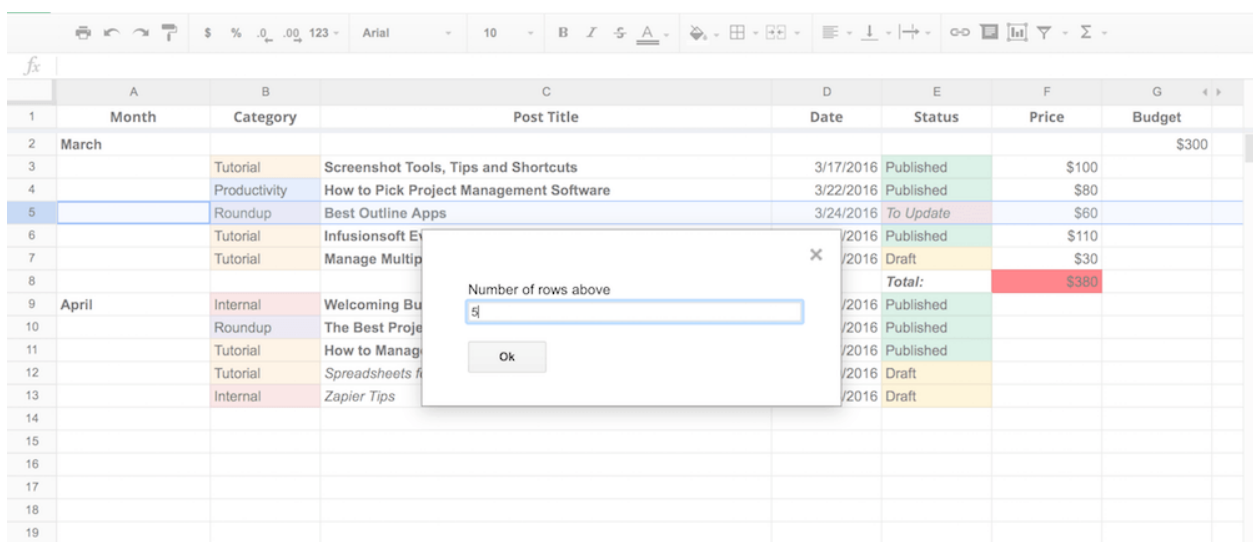 $ % .0 .00 123 Arial 10 B I S A Σ
fx
A B C D E F G
1 Month Category Post Title Date Status Price Budget
2 March $300
3 Tutorial Screenshot Tools, Tips and Shortcuts 3/17/2016 Published $100
4 Productivity How to Pick Project Management Software 3/22/2016 Published $80
5 Roundup Best Outline Apps 3/24/2016 To Update $60
6 Tutorial Infusionsoft /2016 Published $110
7 Tutorial Manage /2016 Draft $30
8 Total: $380
9 April Internal Welcoming /2016 Published
10 Roundup The Best /2016 Published
11 Tutorial How to /2016 Published
12 Tutorial Spreadsheets /2016 Draft
13 Internal Zapier Tips /2016 Draft
14
15
16
17
18
19
×
Number of rows above
5
Ok